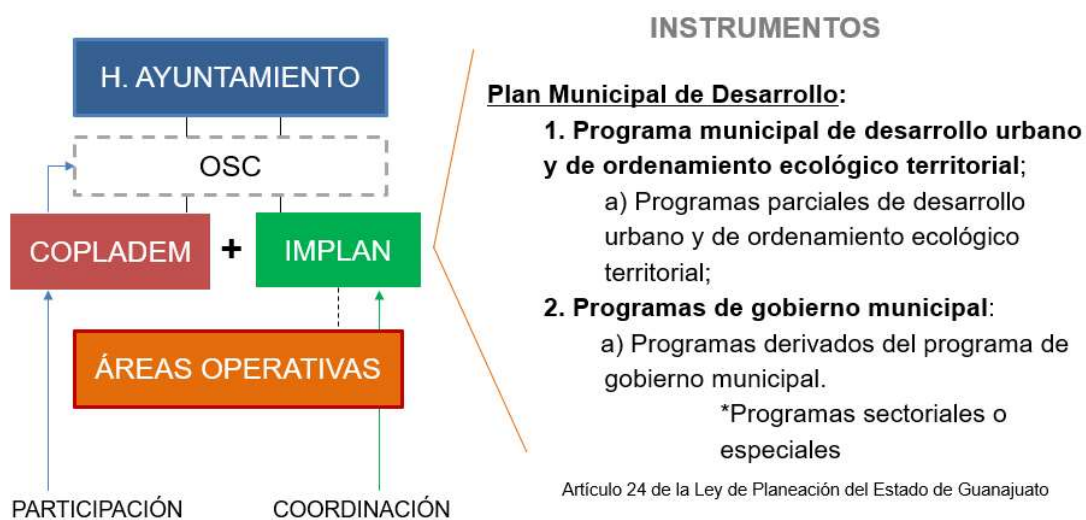 H. AYUNTAMIENTO
OSC
COPLADEM
+
IMPLAN
ÁREAS OPERATIVAS
PARTICIPACIÓN
COORDINACIÓN
INSTRUMENTOS
Plan Municipal de Desarrollo:
1. Programa municipal de desarrollo urbano
y de ordenamiento ecológico territorial;
a) Programas parciales de desarrollo
urbano y de ordenamiento ecológico
territorial;
2. Programas de gobierno municipal:
a) Programas derivados del programa de
gobierno municipal.
*Programas sectoriales o
especiales
Artículo 24 de la Ley de Planeación del Estado de Guanajuato